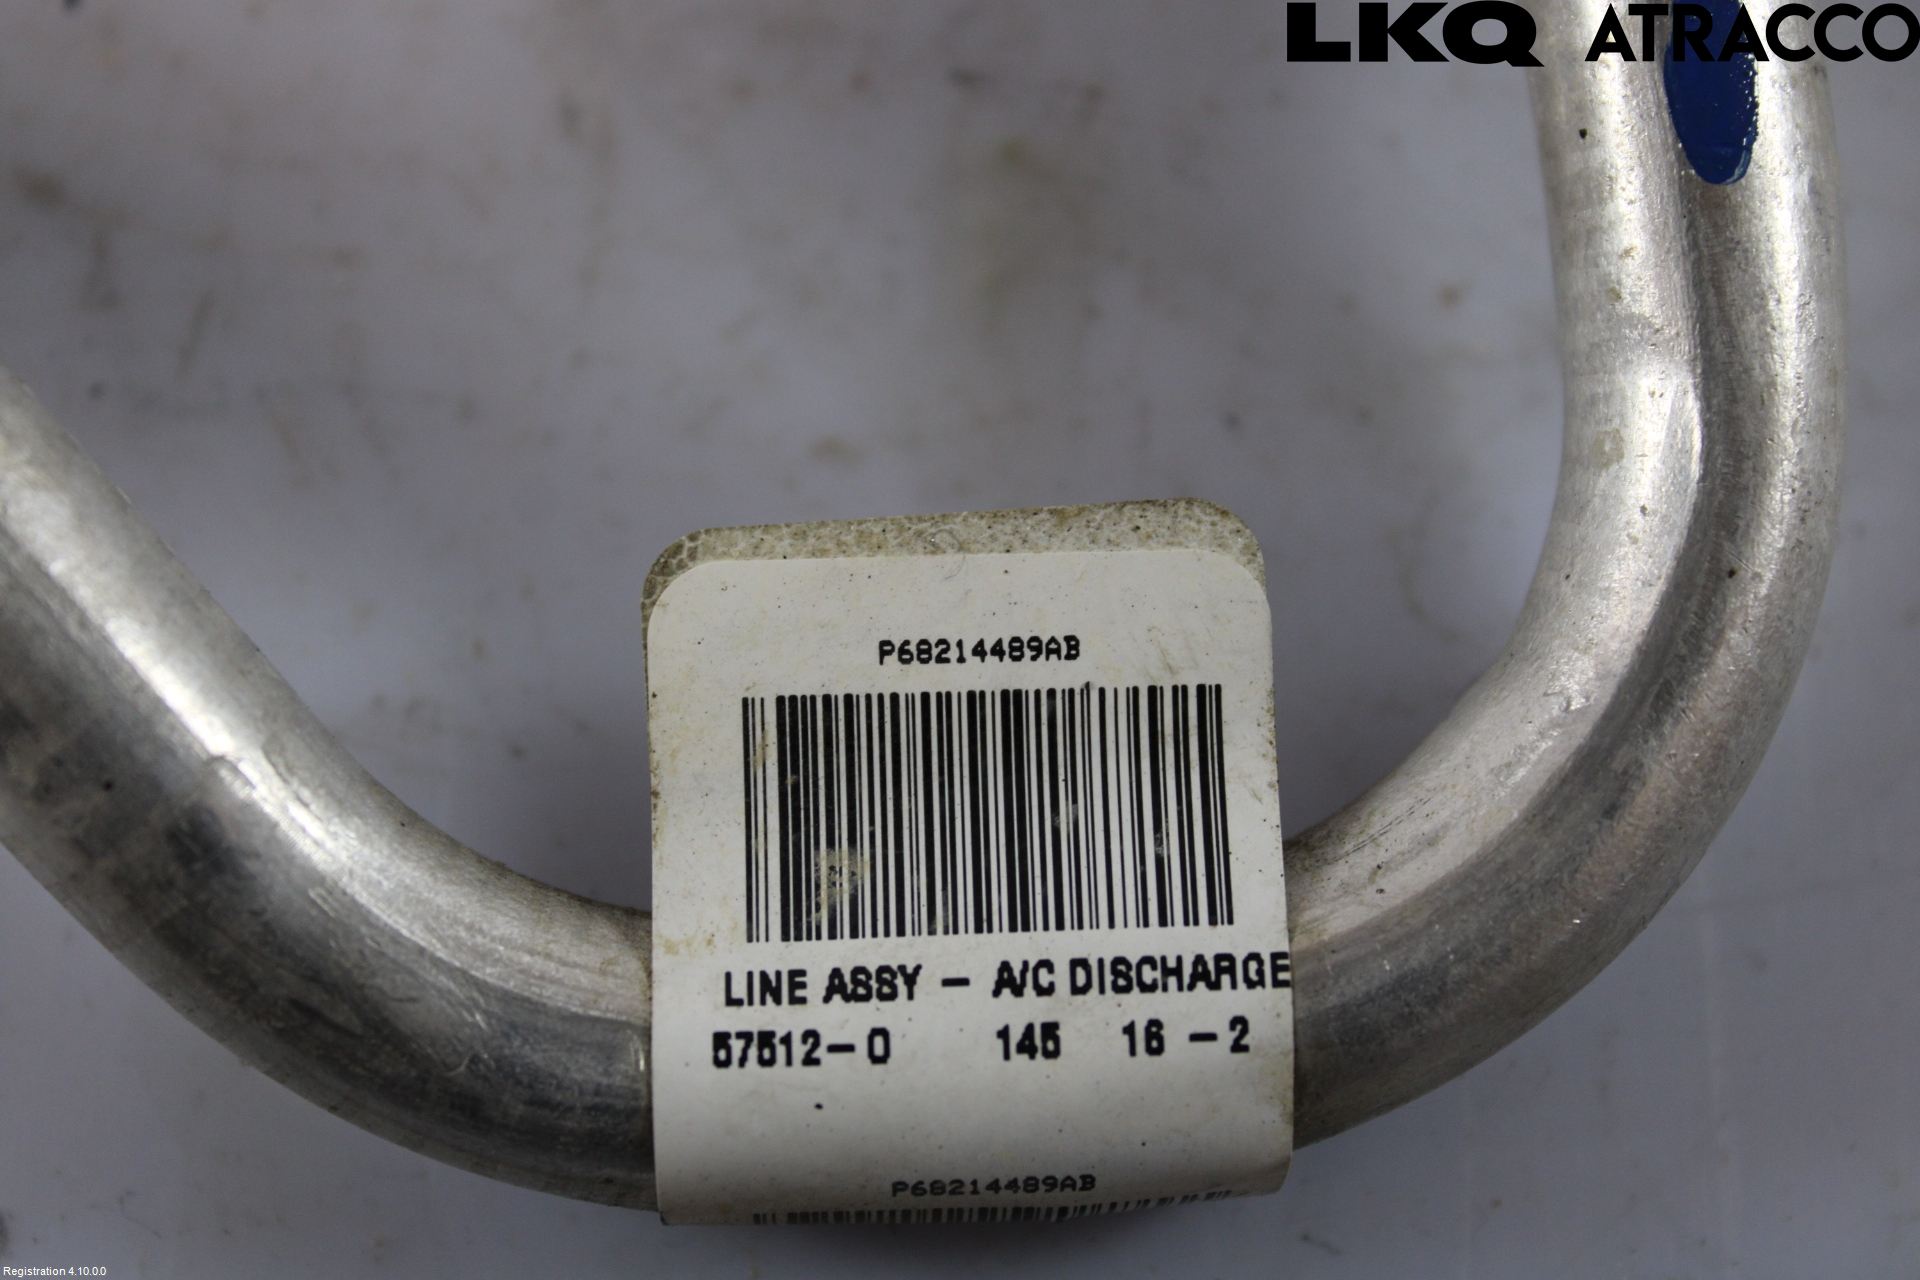 LKQ ATRACCO
P68214489AB
LINE ASSY - A/C DISCHARGE
57512-0 145 16 -2
P68214489AB
Registration 4.10.0.0